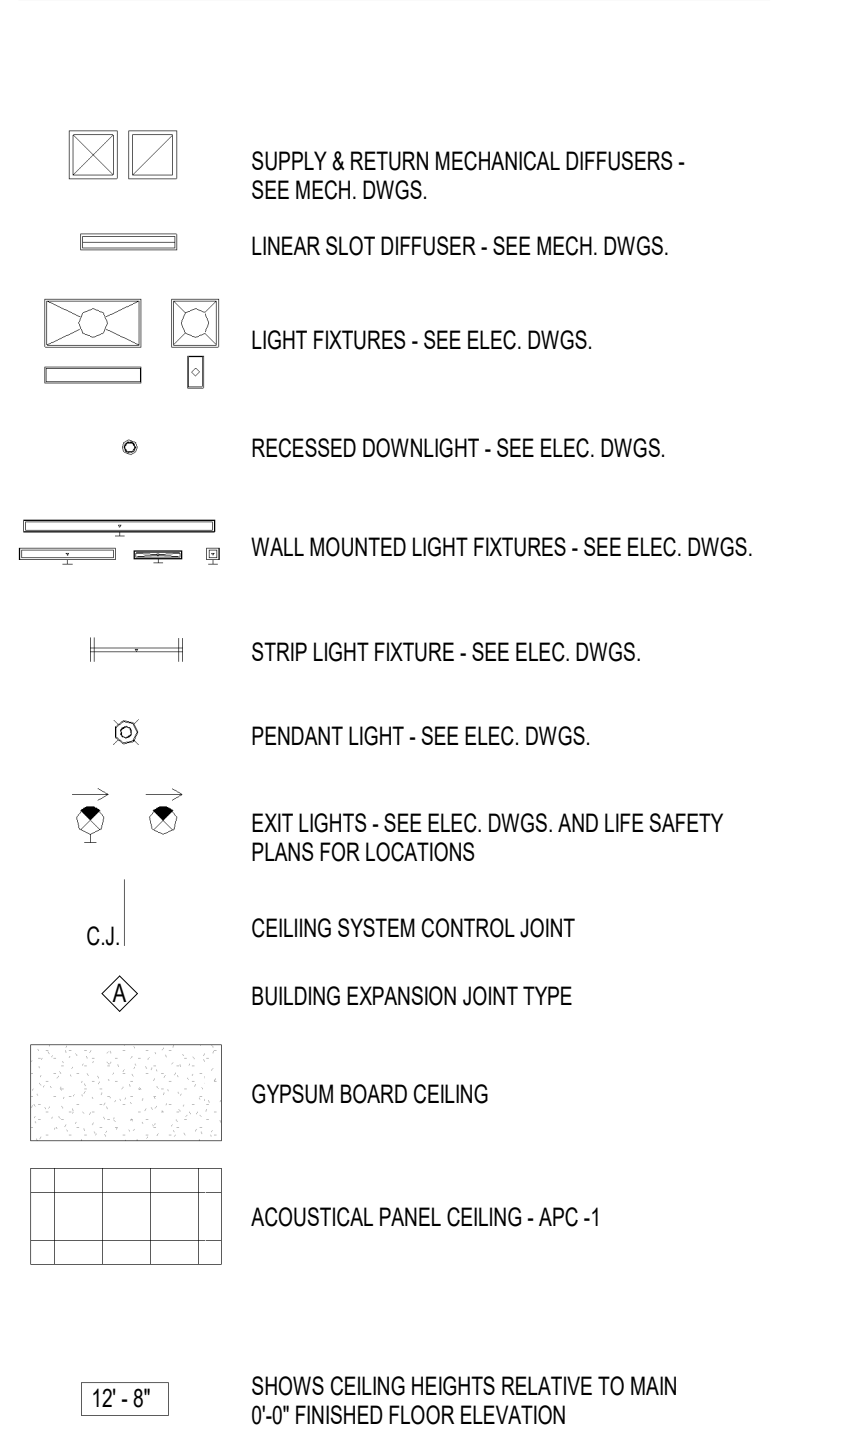 SUPPLY & RETURN MECHANICAL DIFFUSERS -
SEE MECH. DWGS.
LINEAR SLOT DIFFUSER - SEE MECH. DWGS.
LIGHT FIXTURES - SEE ELEC. DWGS.
RECESSED DOWNLIGHT - SEE ELEC. DWGS.
WALL MOUNTED LIGHT FIXTURES - SEE ELEC. DWGS.
STRIP LIGHT FIXTURE - SEE ELEC. DWGS.
PENDANT LIGHT - SEE ELEC. DWGS.
EXIT LIGHTS - SEE ELEC. DWGS. AND LIFE SAFETY
PLANS FOR LOCATIONS
C.J. CEILIING SYSTEM CONTROL JOINT
A BUILDING EXPANSION JOINT TYPE
GYPSUM BOARD CEILING
ACOUSTICAL PANEL CEILING - APC -1
12' - 8"
SHOWS CEILING HEIGHTS RELATIVE TO MAIN
0'-0" FINISHED FLOOR ELEVATION